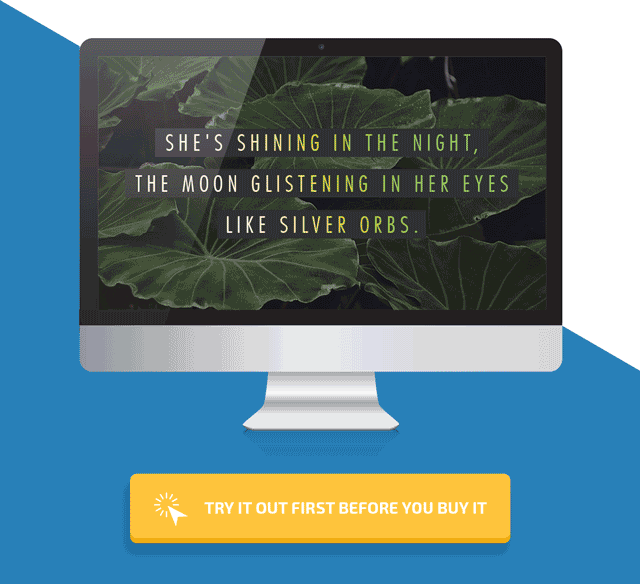 SHE'S SHINING IN THE NIGHT,
THE MOON GLISTENING IN HER EYES
LIKE SILVER ORBS.
TRY IT OUT FIRST BEFORE YOU BUY IT